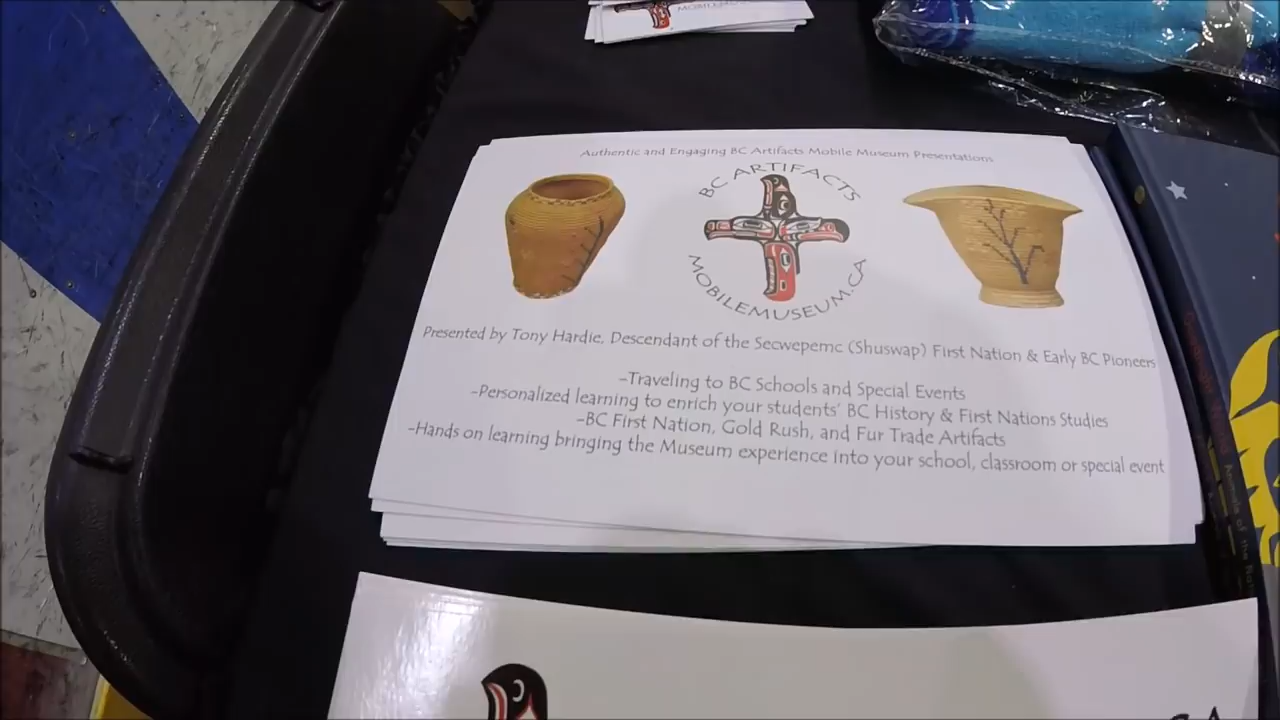 MOBILEMUS
Authentic and Engaging BC Artifacts Mobile Museum Presentations
BC ARTIFACTS
MOBILEMUSEUM.CA
Presented by Tony Hardie, Descendant of the Secwepemc (Shuswap) First Nation & Early BC Pioneers
-Traveling to BC Schools and Special Events
-Personalized learning to enrich your students' BC History & First Nations Studies
-BC First Nation, Gold Rush, and Fur Trade Artifacts
-Hands on learning bringing the Museum experience into your school, classroom or special event